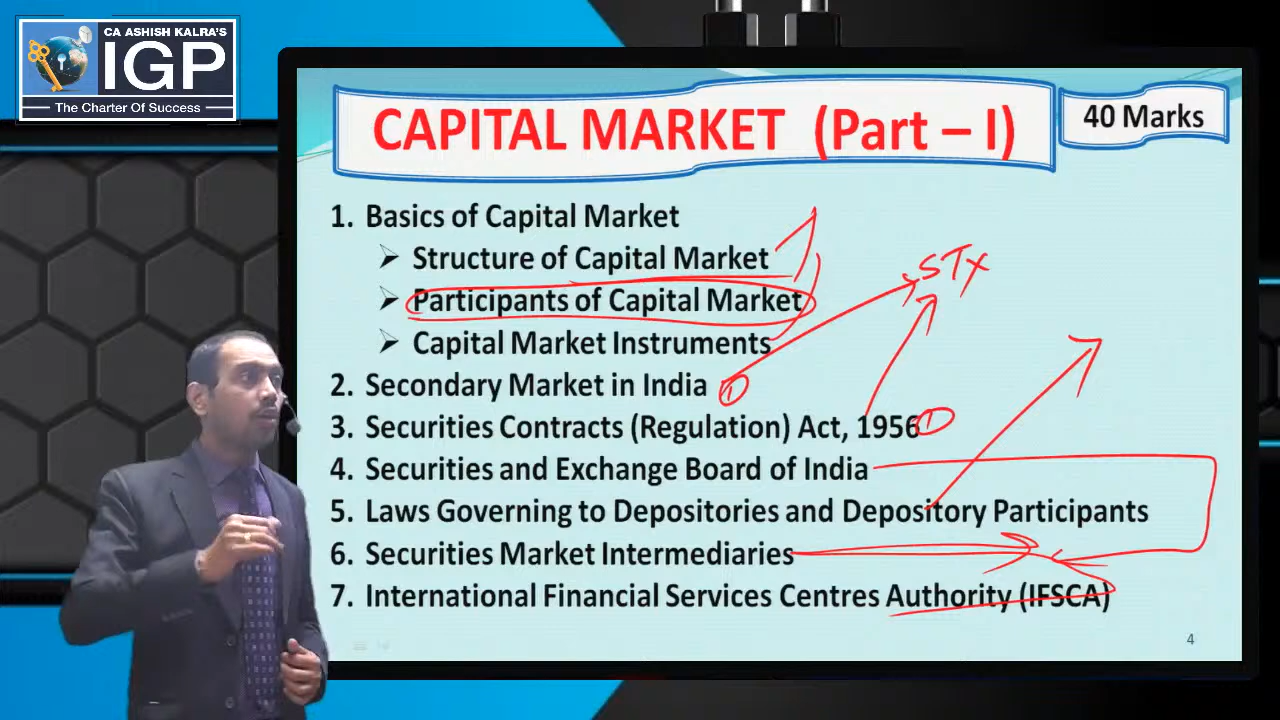 CA ASHISH KALRA'S
IGP
The Charter Of Success
CAPITAL MARKET (Part – I)
40 Marks
1. Basics of Capital Market
➢ Structure of Capital Market
➢ Participants of Capital Market
➢ Capital Market Instruments
2. Secondary Market in India ①
STX
3. Securities Contracts (Regulation) Act, 1956 ①
4. Securities and Exchange Board of India
5. Laws Governing to Depositories and Depository Participants
6. Securities Market Intermediaries
7. International Financial Services Centres Authority (IFSCA)
4